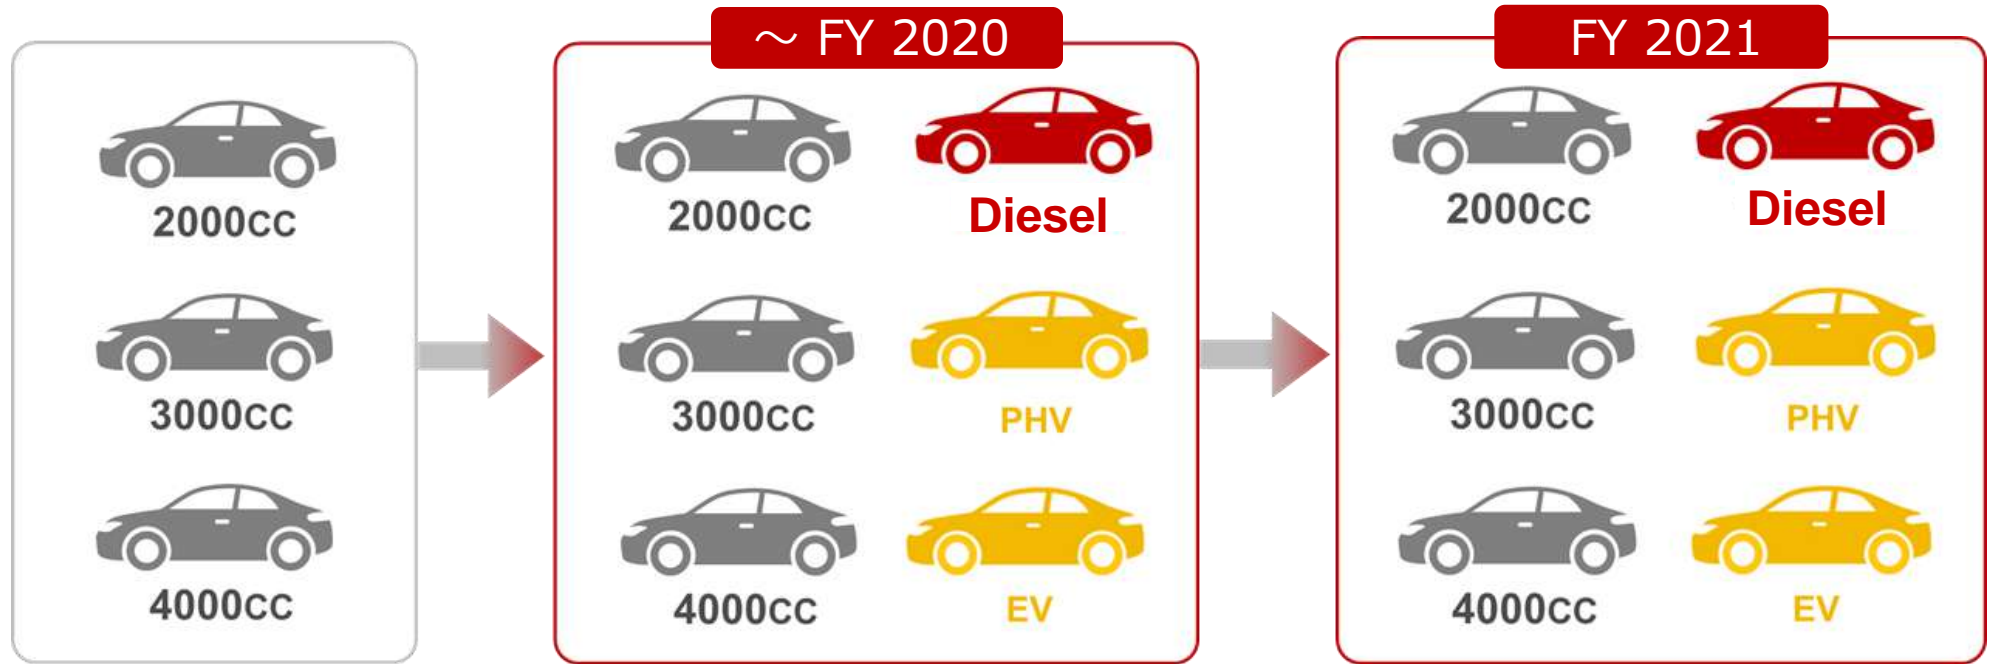 2000CC
3000CC
4000CC
～ FY 2020
2000CC
Diesel
3000CC
PHV
4000CC
EV
FY 2021
2000CC
Diesel
3000CC
PHV
4000CC
EV